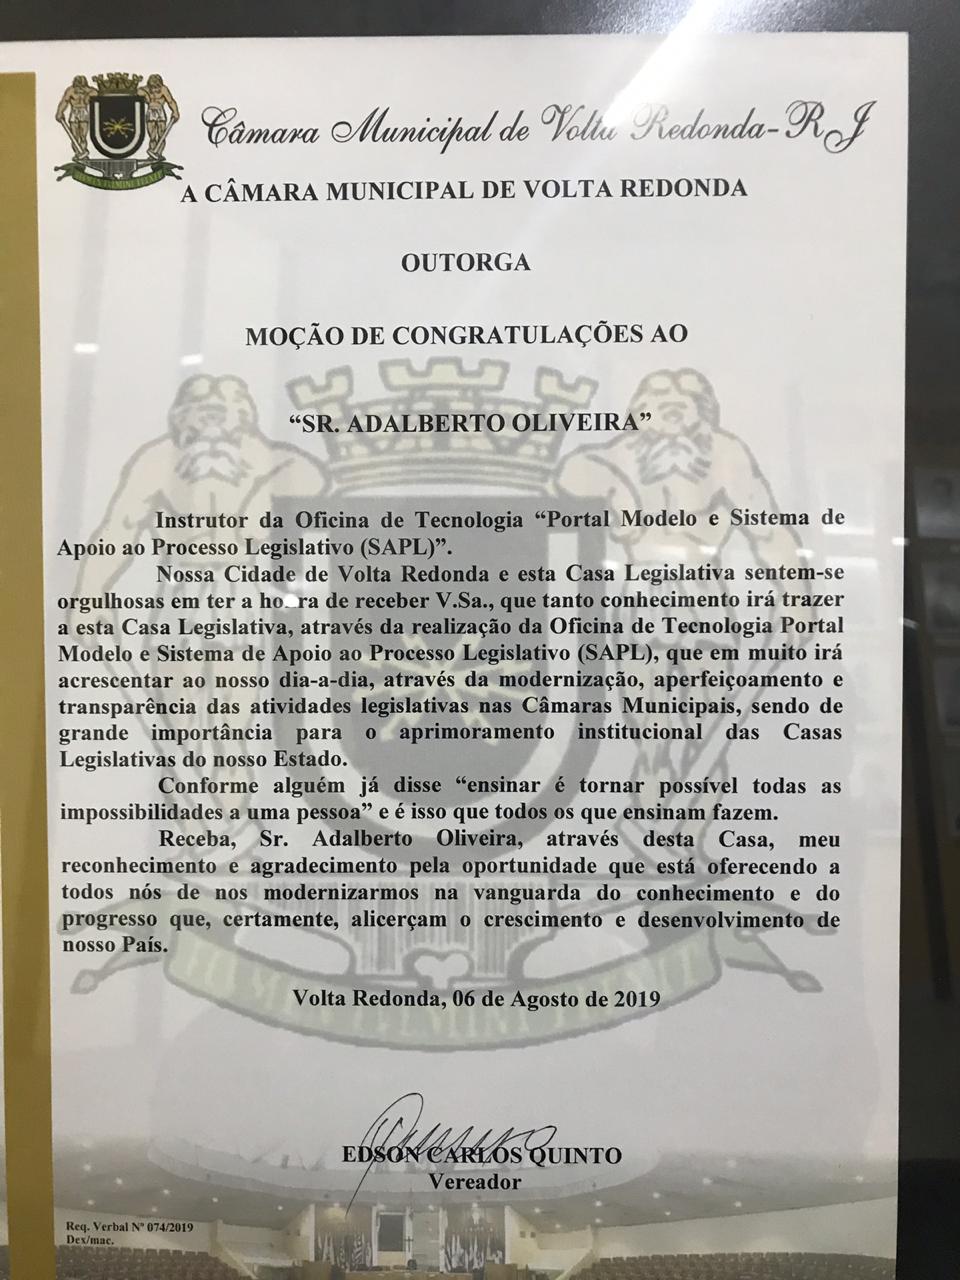 Câmara Municipal de Volta Redonda-RJ
A CÂMARA MUNICIPAL DE VOLTA REDONDA
OUTORGA
MOÇÃO DE CONGRATULAÇÕES AO
“SR. ADALBERTO OLIVEIRA”
Instrutor da Oficina de Tecnologia “Portal Modelo e Sistema de
Apoio ao Processo Legislativo (SAPL)”.
Nossa Cidade de Volta Redonda e esta Casa Legislativa sentem-se
orgulhosas em ter a honra de receber V.Sa., que tanto conhecimento irá trazer
a esta Casa Legislativa, através da realização da Oficina de Tecnologia Portal
Modelo e Sistema de Apoio ao Processo Legislativo (SAPL), que em muito irá
acrescentar ao nosso dia-a-dia, através da modernização, aperfeiçoamento e
transparência das atividades legislativas nas Câmaras Municipais, sendo de
grande importância para o aprimoramento institucional das Casas
Legislativas do nosso Estado.
Conforme alguém já disse “ensinar é tornar possível todas as
impossibilidades a uma pessoa” e é isso que todos os que ensinam fazem.
Receba, Sr. Adalberto Oliveira, através desta Casa, meu
reconhecimento e agradecimento pela oportunidade que está oferecendo a
todos nós de nos modernizarmos na vanguarda do conhecimento e do
progresso que, certamente, alicerçam o crescimento e desenvolvimento de
nosso País.
Volta Redonda, 06 de Agosto de 2019
EDSON CARLOS QUINTO
Vereador
Req. Verbal Nº 074/2019
Dex/mac.